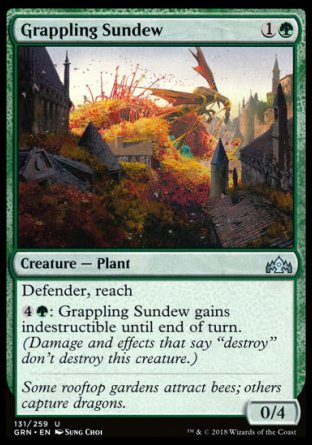 Grappling Sundew 1
Creature — Plant
Defender, reach
4 : Grappling Sundew gains
indestructible until end of turn.
(Damage and effects that say “destroy”
don’t destroy this creature.)
Some rooftop gardens attract bees; others
capture dragons.
0/4
131/259 U
GRN • EN Sung Choi
™ & © 2018 Wizards of the Coast